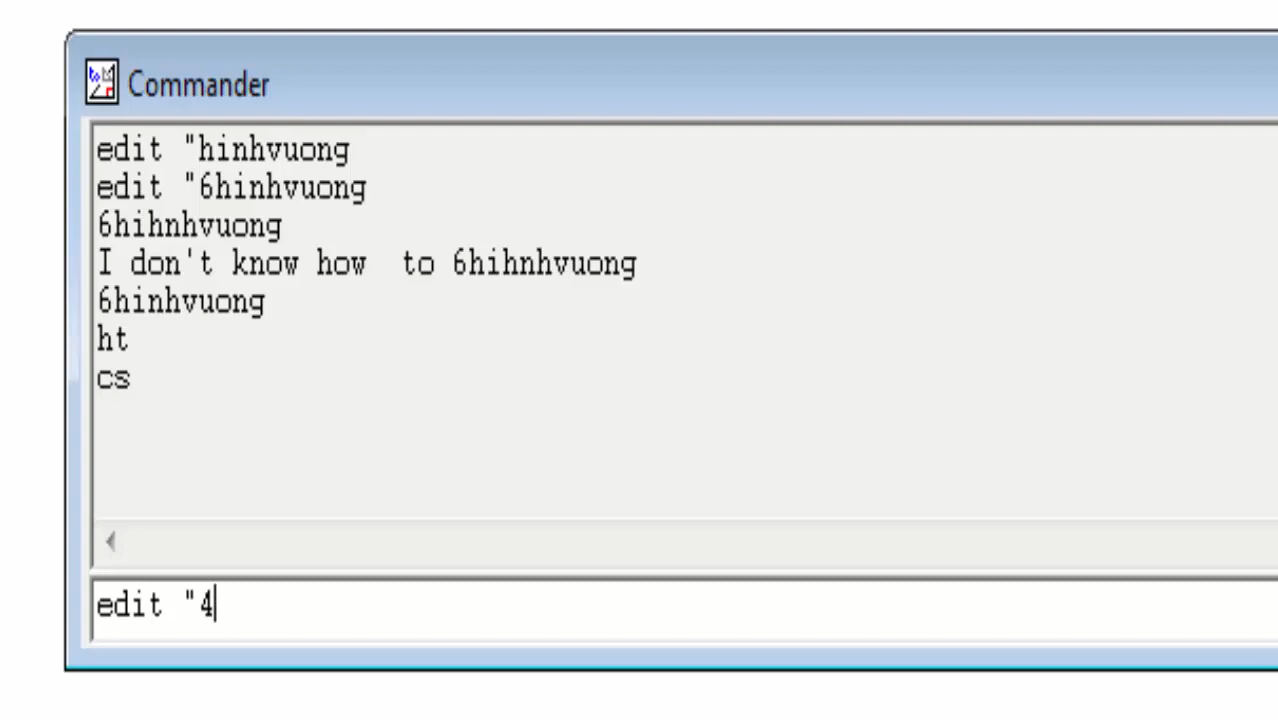 Commander
edit "hinhvuong
edit "6hinhvuong
6hihnhvuong
I don't know how  to 6hihnhvuong
6hinhvuong
ht
cs
edit "4